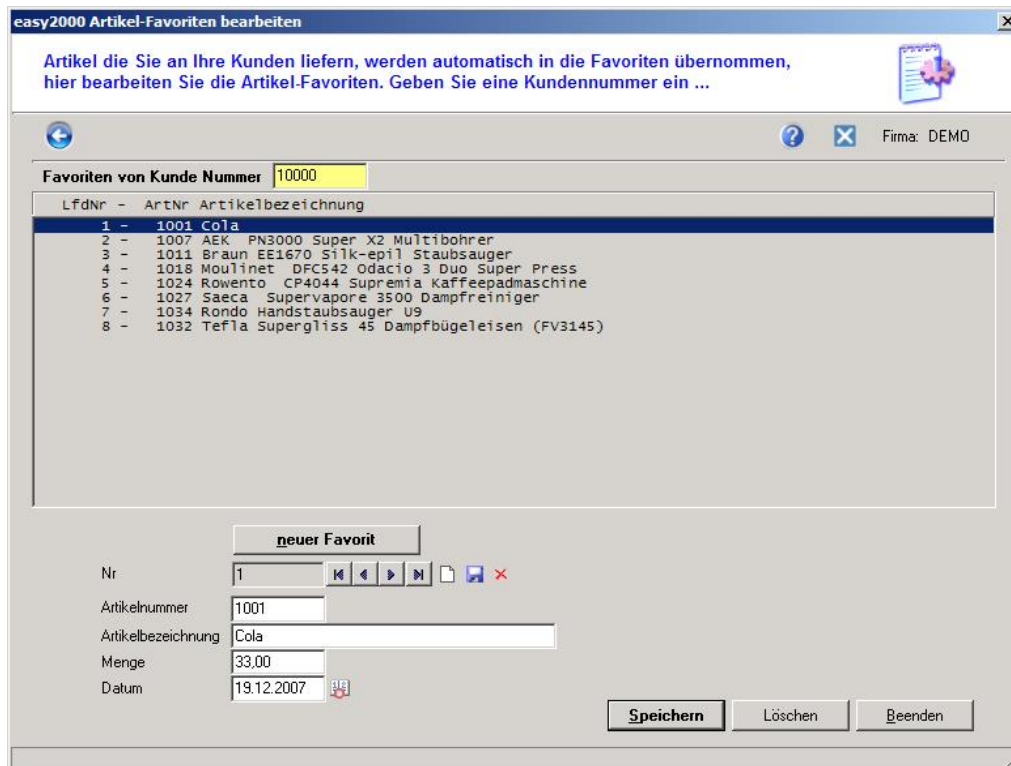 easy2000 Artikel-Favoriten bearbeiten
Artikel die Sie an Ihre Kunden liefern, werden automatisch in die Favoriten übernommen,
hier bearbeiten Sie die Artikel-Favoriten. Geben Sie eine Kundennummer ein ...
Firma: DEMO
Favoriten von Kunde Nummer 10000
LfdNr - ArtNr Artikelbezeichnung
1 - 1001 Cola
2 - 1007 AEK PN3000 Super X2 Multibohrer
3 - 1011 Braun EE1670 Silk-epil Staubsauger
4 - 1018 Moulinet DFC542 Odacio 3 Duo Super Press
5 - 1024 Rowento CP4044 Supremia Kaffeepadmaschine
6 - 1027 Saeca Supervapore 3500 Dampfreiniger
7 - 1034 Rondo Handstaubsauger U9
8 - 1032 Tefla Supergliss 45 Dampfbügeleisen (FV3145)
neuer Favorit
Nr 1
Artikelnummer 1001
Artikelbezeichnung Cola
Menge 33,00
Datum 19.12.2007
Speichern Löschen Beenden